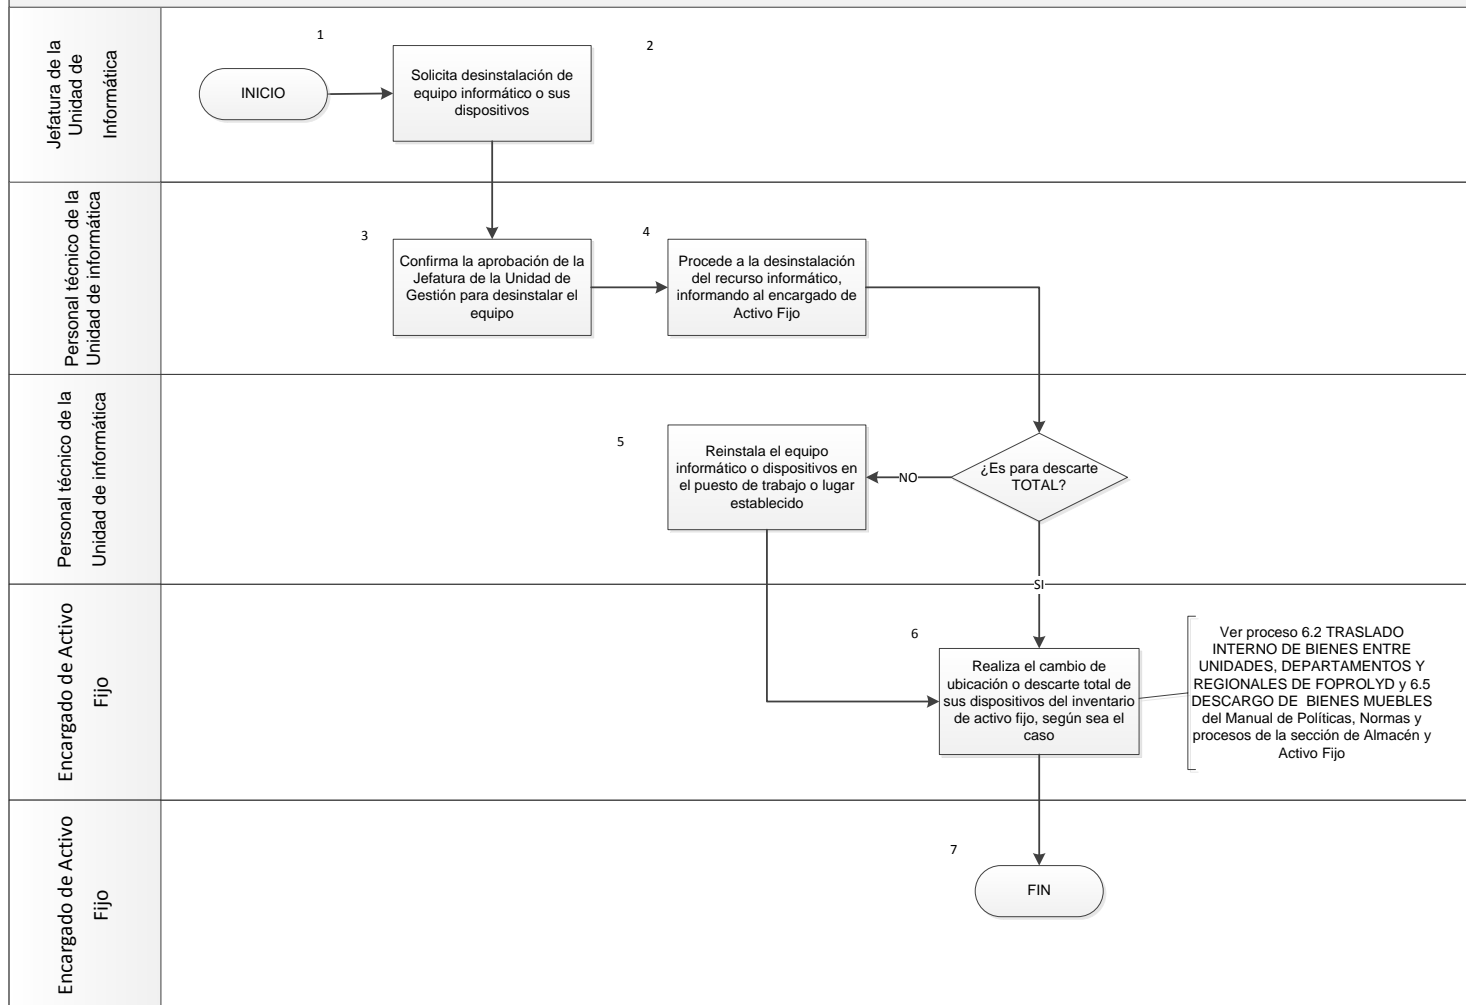 Jefatura de la
Unidad de
Informática
1
INICIO
Solicita desinstalación de
equipo informático o sus
dispositivos
2
Personal técnico de la
Unidad de informática
3
Confirma la aprobación de la
Jefatura de la Unidad de
Gestión para desinstalar el
equipo
4
Procede a la desinstalación
del recurso informático,
informando al encargado de
Activo Fijo
Personal técnico de la
Unidad de informática
5
Reinstala el equipo
informático o dispositivos en
el puesto de trabajo o lugar
establecido
NO
¿Es para descarte
TOTAL?
SI
Encargado de Activo
Fijo
6
Realiza el cambio de
ubicación o descarte total de
sus dispositivos del inventario
de activo fijo, según sea el
caso
Ver proceso 6.2 TRASLADO
INTERNO DE BIENES ENTRE
UNIDADES, DEPARTAMENTOS Y
REGIONALES DE FOPROLYD y 6.5
DESCARGO DE  BIENES MUEBLES
del Manual de Políticas, Normas y
procesos de la sección de Almacén y
Activo Fijo
Encargado de Activo
Fijo
7
FIN